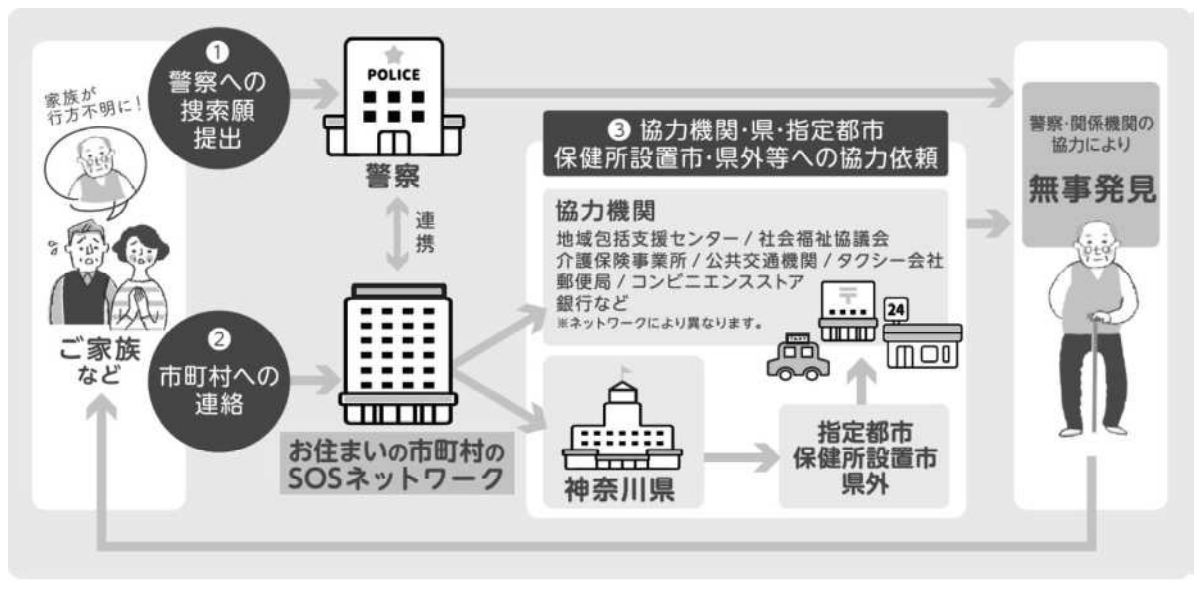 家族が
行方不明に！
ご家族
など
❶
警察への
捜索願
提出
POLICE
警察
連携
❷
市町村への
連絡
お住まいの市町村の
SOSネットワーク
❸ 協力機関・県・指定都市
保健所設置市・県外等への協力依頼
協力機関
地域包括支援センター / 社会福祉協議会
介護保険事業所 / 公共交通機関 / タクシー会社
郵便局 / コンビニエンスストア
銀行など
※ネットワークにより異なります。
〒
24
TAXI
神奈川県
指定都市
保健所設置市
県外
警察・関係機関の
協力により
無事発見